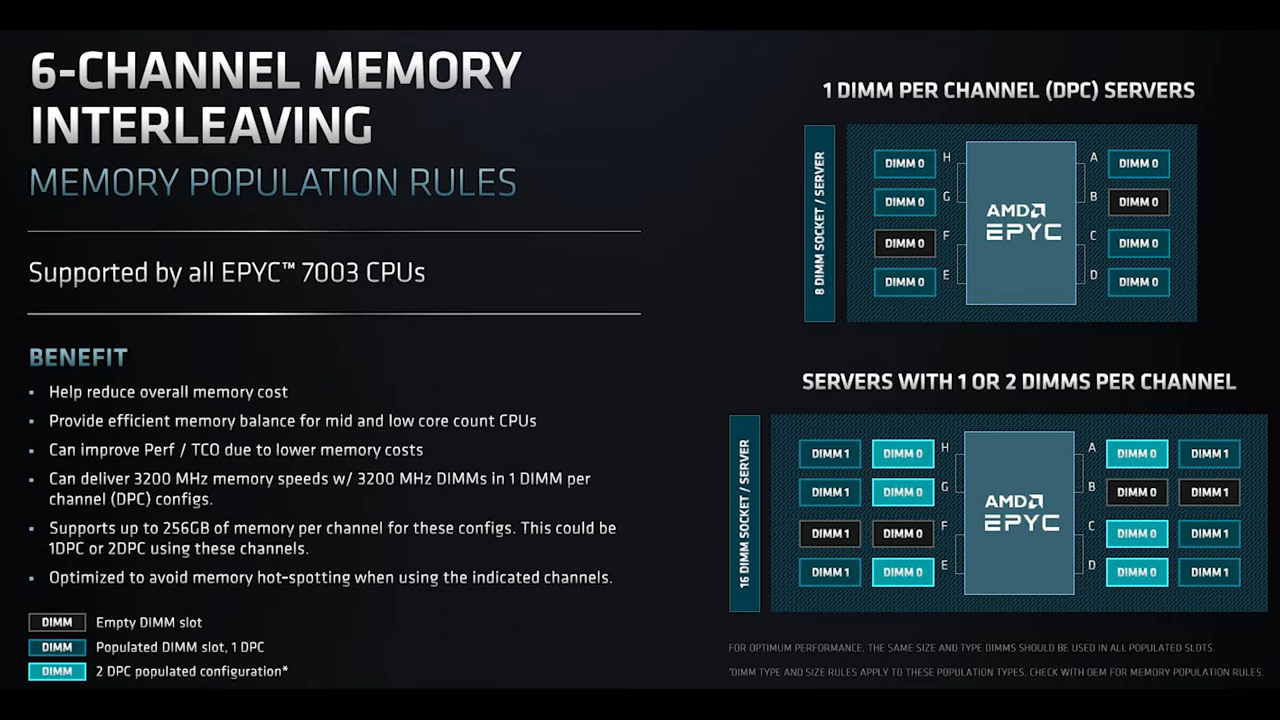 6-CHANNEL MEMORY
INTERLEAVING
MEMORY POPULATION RULES
Supported by all EPYC™ 7003 CPUs
BENEFIT
▪ Help reduce overall memory cost
▪ Provide efficient memory balance for mid and low core count CPUs
▪ Can improve Perf / TCO due to lower memory costs
▪ Can deliver 3200 MHz memory speeds w/ 3200 MHz DIMMs in 1 DIMM per
channel (DPC) configs.
▪ Supports up to 256GB of memory per channel for these configs. This could be
1DPC or 2DPC using these channels.
▪ Optimized to avoid memory hot-spotting when using the indicated channels.
DIMM Empty DIMM slot
DIMM Populated DIMM slot, 1 DPC
DIMM 2 DPC populated configuration*
1 DIMM PER CHANNEL (DPC) SERVERS
8 DIMM SOCKET / SERVER
DIMM 0 H A DIMM 0
DIMM 0 G B DIMM 0
DIMM 0 F C DIMM 0
DIMM 0 E D DIMM 0
AMD
EPYC
SERVERS WITH 1 OR 2 DIMMS PER CHANNEL
16 DIMM SOCKET / SERVER
DIMM 1 DIMM 0 H A DIMM 0 DIMM 1
DIMM 1 DIMM 0 G B DIMM 0 DIMM 1
DIMM 1 DIMM 0 F C DIMM 0 DIMM 1
DIMM 1 DIMM 0 E D DIMM 0 DIMM 1
AMD
EPYC
FOR OPTIMUM PERFORMANCE, THE SAME SIZE AND TYPE DIMMS SHOULD BE USED IN ALL POPULATED SLOTS.
*DIMM TYPE AND SIZE RULES APPLY TO THESE POPULATION TYPES. CHECK WITH OEM FOR MEMORY POPULATION RULES.